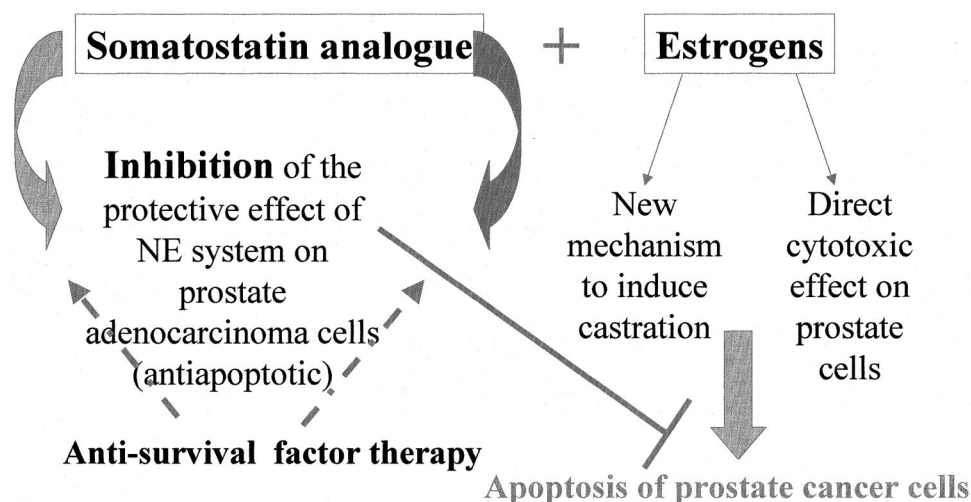 Somatostatin analogue + Estrogens
Inhibition of the
protective effect of
NE system on
prostate
adenocarcinoma cells
(antiapoptotic)
New
mechanism
to induce
castration
Direct
cytotoxic
effect on
prostate
cells
Anti-survival factor therapy
Apoptosis of prostate cancer cells